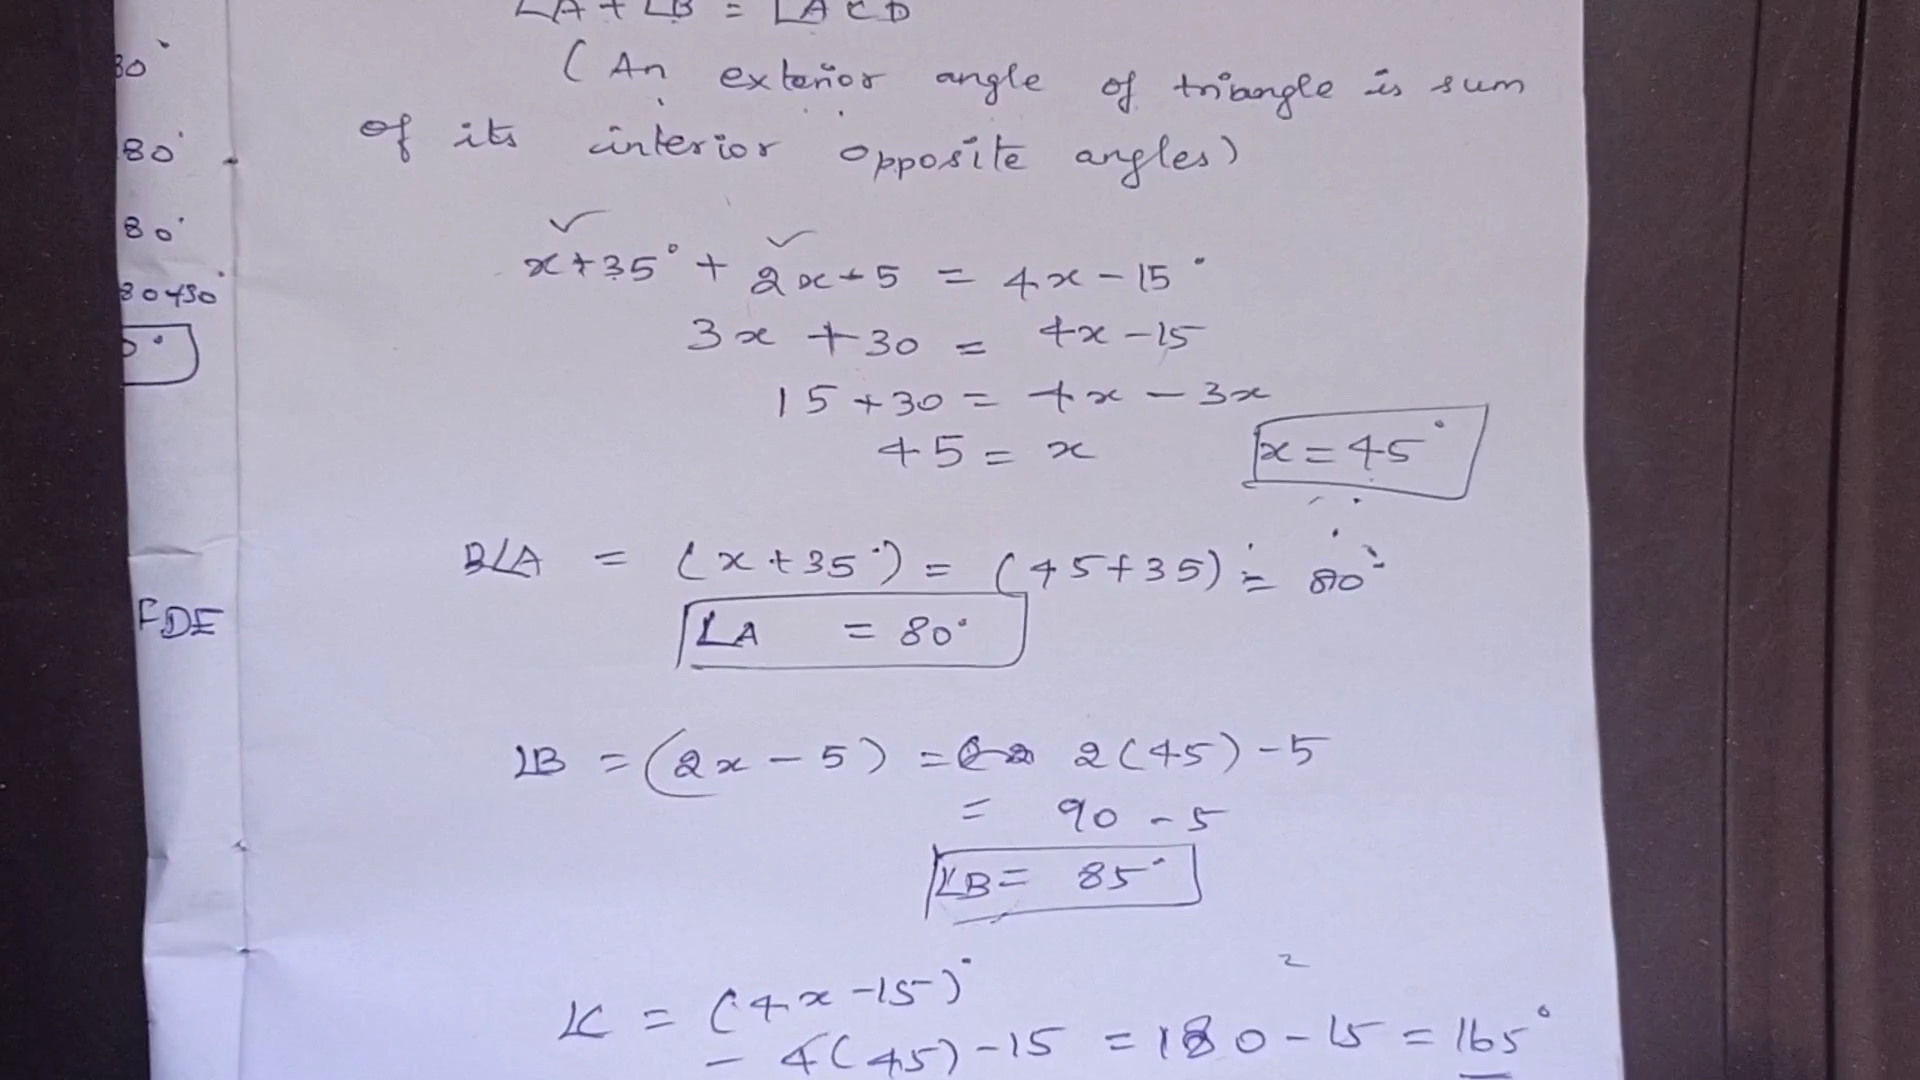 ∠A + ∠B = ∠ACD
(An exterior angle of triangle is sum
of its interior opposite angles)
x+35° + 2x-5 = 4x-15°
3x +30 = 4x-15
15+30 = 4x - 3x
45 = x
x = 45°
∠A = (x+35°) = (45+35) = 80°
∠A = 80°
∠B = (2x-5) = 2(45)-5
= 90-5
∠B = 85°
= (4x-15)°
= 4(45)-15 = 180-15 = 165°
80°
80°
FDE